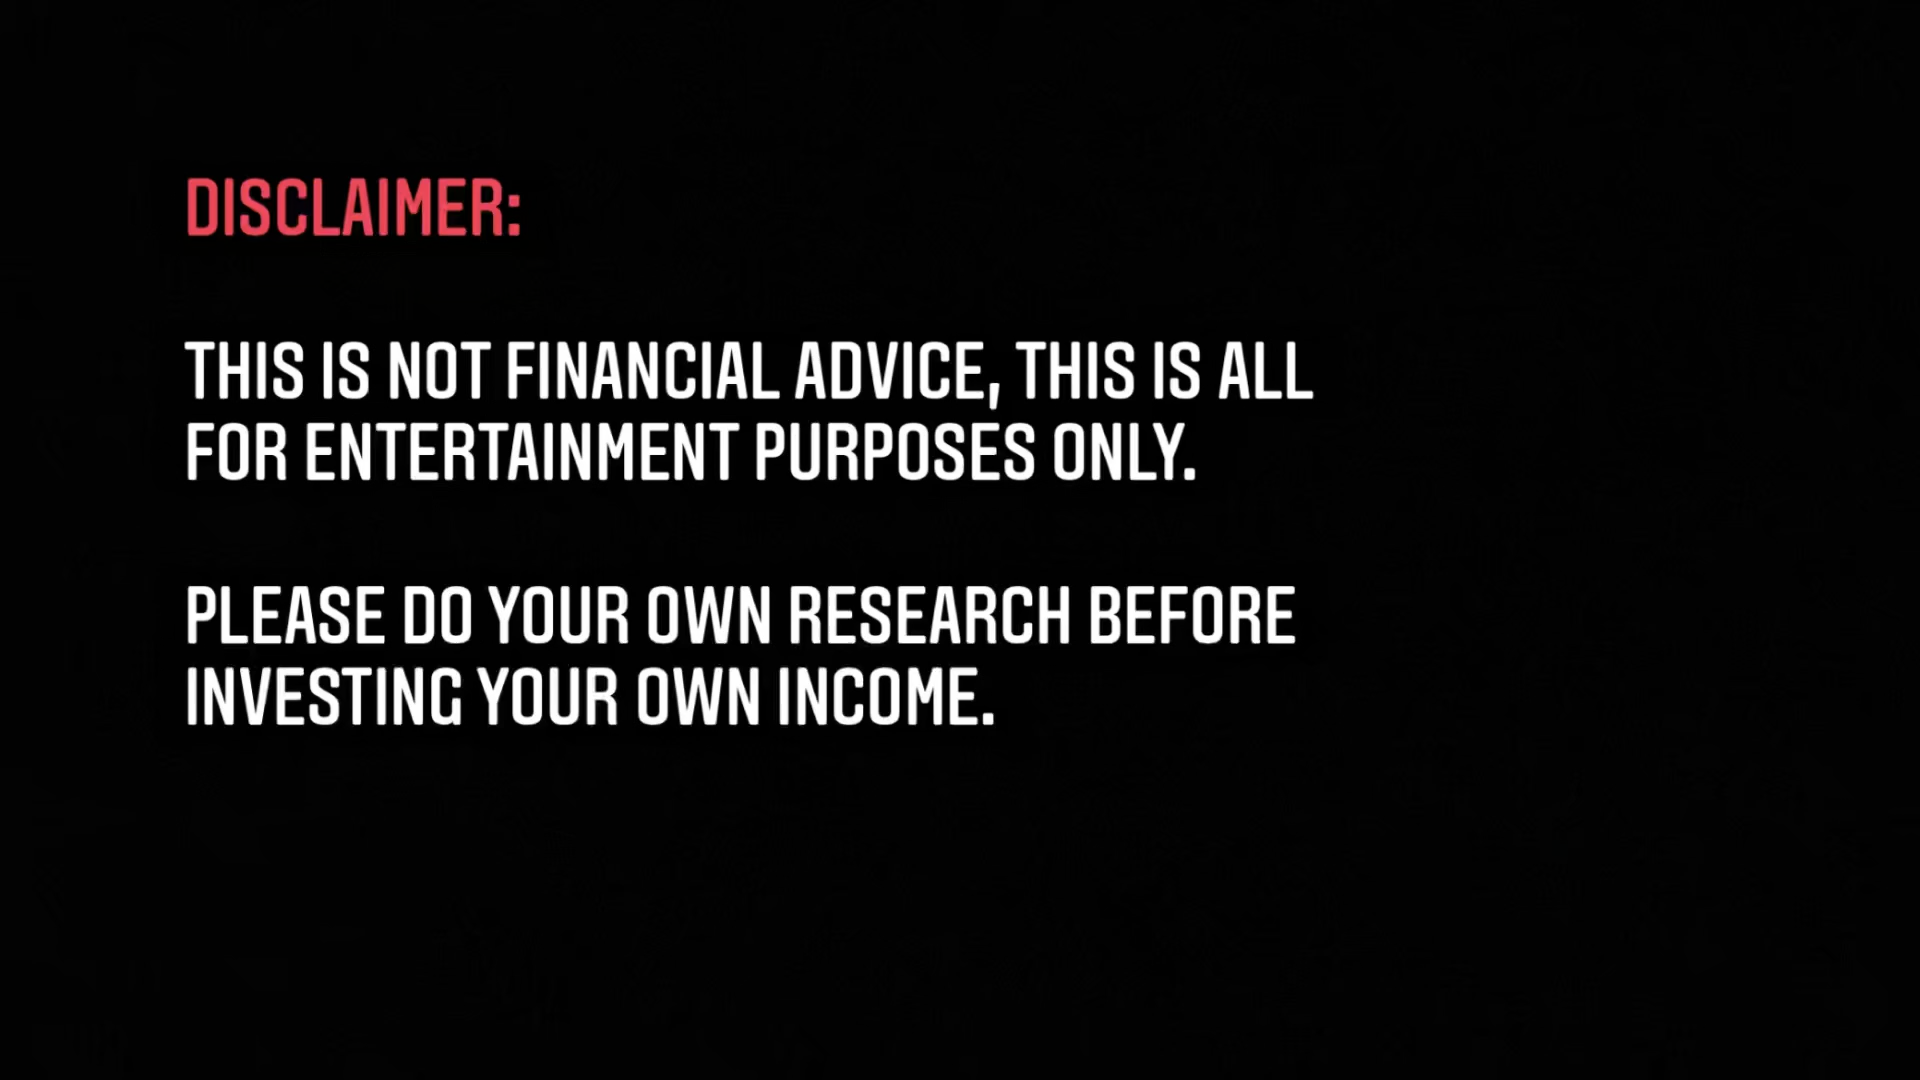 DISCLAIMER:
THIS IS NOT FINANCIAL ADVICE, THIS IS ALL
FOR ENTERTAINMENT PURPOSES ONLY.
PLEASE DO YOUR OWN RESEARCH BEFORE
INVESTING YOUR OWN INCOME.